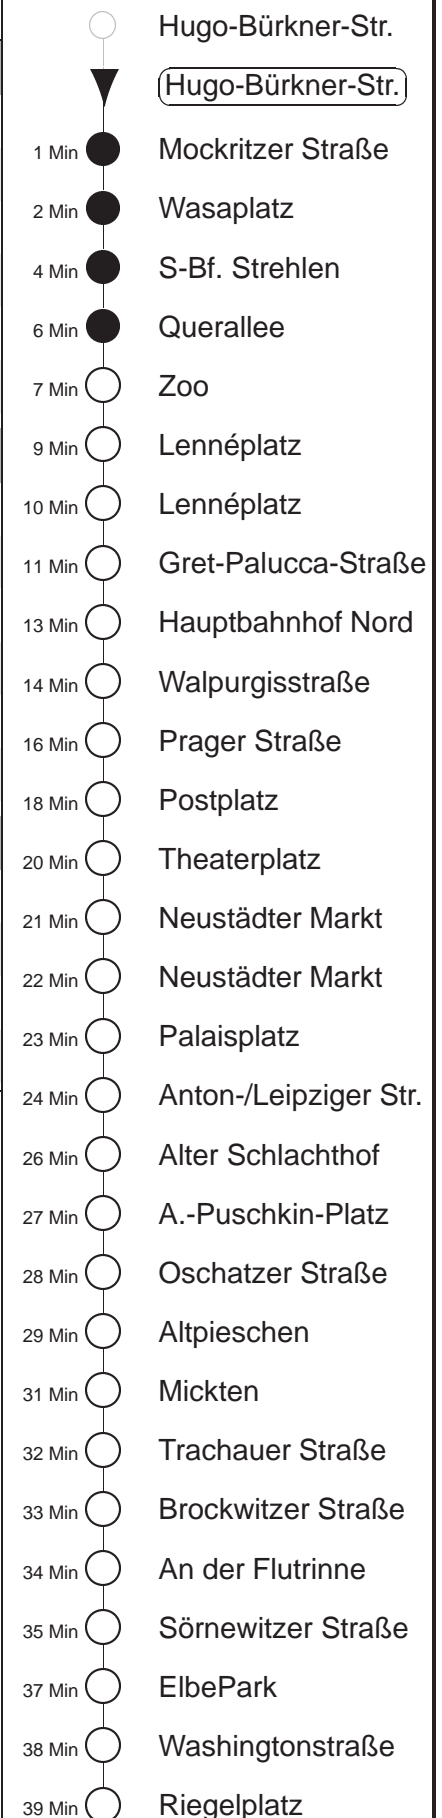 Hugo-Bürkner-Str.
Hugo-Bürkner-Str.
1 Min Mockritzer Straße
2 Min Wasaplatz
4 Min S-Bf. Strehlen
6 Min Querallee
7 Min Zoo
9 Min Lennéplatz
10 Min Lennéplatz
11 Min Gret-Palucca-Straße
13 Min Hauptbahnhof Nord
14 Min Walpurgisstraße
16 Min Prager Straße
18 Min Postplatz
20 Min Theaterplatz
21 Min Neustädter Markt
22 Min Neustädter Markt
23 Min Palaisplatz
24 Min Anton-/Leipziger Str.
26 Min Alter Schlachthof
27 Min A.-Puschkin-Platz
28 Min Oschatzer Straße
29 Min Altpieschen
31 Min Mickten
32 Min Trachauer Straße
33 Min Brockwitzer Straße
34 Min An der Flutrinne
35 Min Sörnewitzer Straße
37 Min ElbePark
38 Min Washingtonstraße
39 Min Riegelplatz